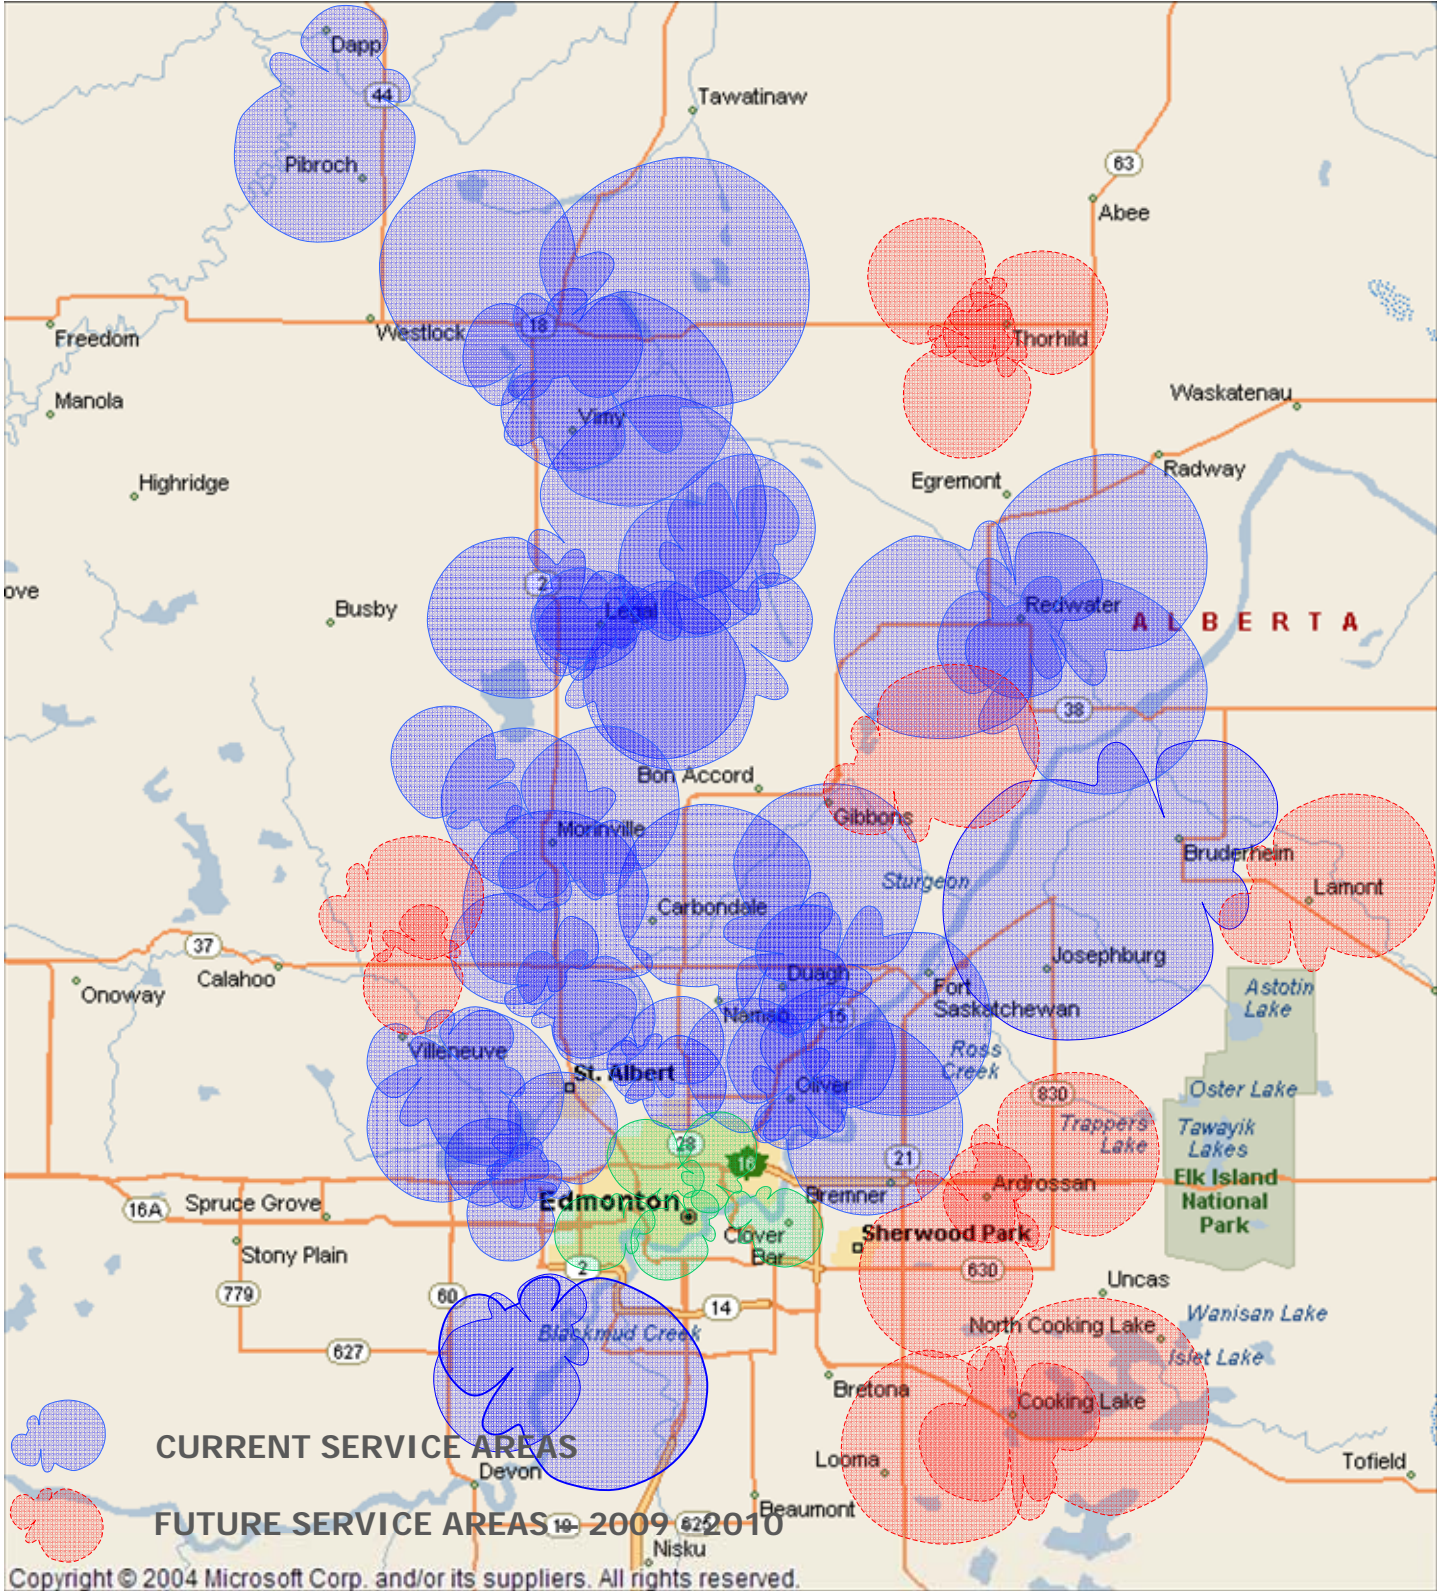 Dapp
44
Tawatinaw
Pibroch
63
Abee
Freedom
Westlock
18
Thorhild
Manola
Vimy
Waskatenau
Highridge
Egremont
Radway
ove
2
Busby
Legal
Redwater
ALBERTA
38
Bon Accord
Morinville
Gibbons
Bruderheim
Sturgeon
Lamont
Carbondale
37
Calahoo
Duagh
Josephburg
Onoway
Fort
Saskatchewan
Namao
15
Astotin
Lake
Villeneuve
St. Albert
Ross
Creek
Oliver
830
Oster Lake
Trappers
Lake
Tawayik
Lakes
28
16
21
Elk Island
National
Park
Ardrossan
Bremner
16A
Spruce Grove
Edmonton
Clover
Bar
Sherwood Park
Stony Plain
2
630
Uncas
779
60
14
Wanisan Lake
North Cooking Lake
Blackmud Creek
627
Islet Lake
Bretona
Cooking Lake
CURRENT SERVICE AREAS
Looma
Tofield
Devon
Beaumont
FUTURE SERVICE AREAS - 2009 - 2010
19
625
Nisku
Copyright © 2004 Microsoft Corp. and/or its suppliers. All rights reserved.